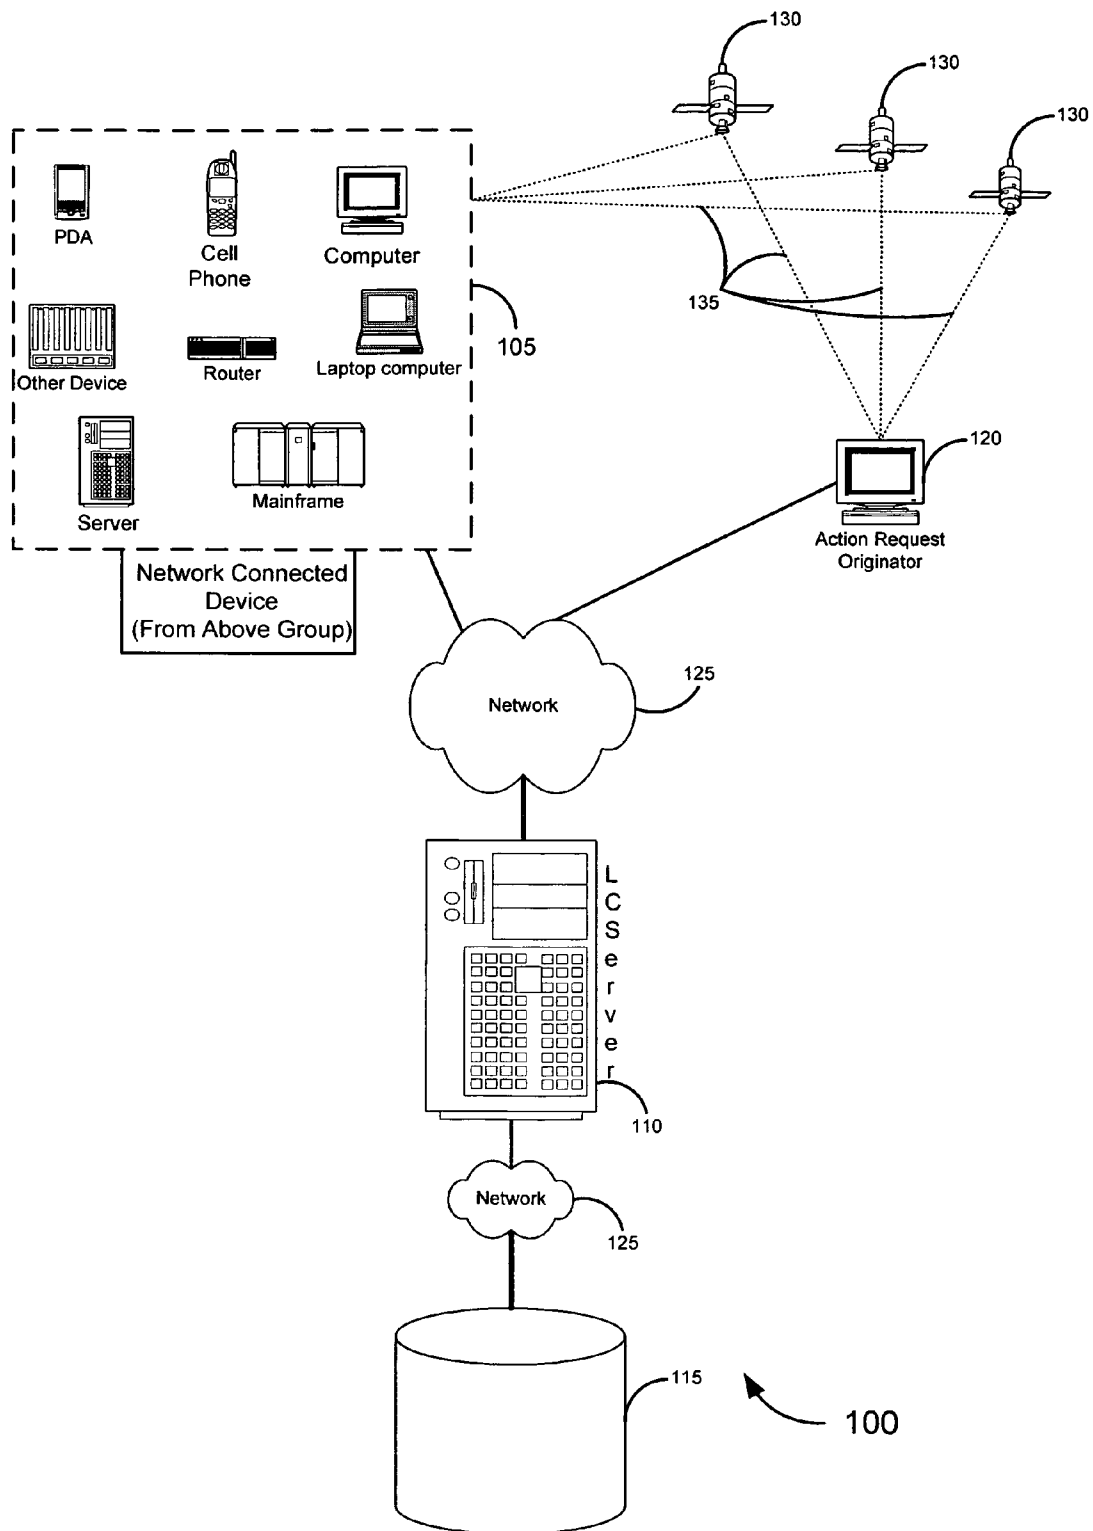 130
130
130
PDA
Cell
Phone
Computer
135
105
Other Device
Router
Laptop computer
120
Server
Mainframe
Action Request
Originator
Network Connected
Device
(From Above Group)
125
Network
LCServer
110
Network
125
115
100